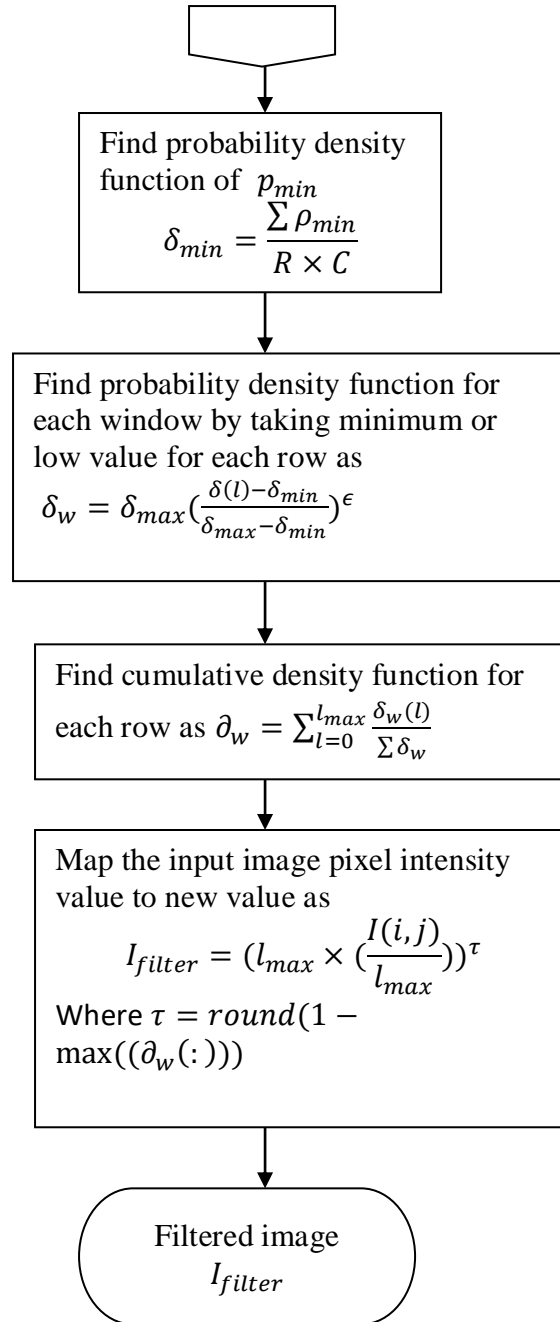 Find probability density
function of p_min
δ_min = ∑ ρ_min / (R × C)
Find probability density function for
each window by taking minimum or
low value for each row as
δ_w = δ_max((δ(l)−δ_min)/(δ_max−δ_min))^ϵ
Find cumulative density function for
each row as ∂_w = ∑_{l=0}^{l_max} δ_w(l)/∑ δ_w
Map the input image pixel intensity
value to new value as
I_filter = (l_max × (I(i,j)/l_max))^τ
Where τ = round(1 −
max((∂_w(:)))
Filtered image
I_filter